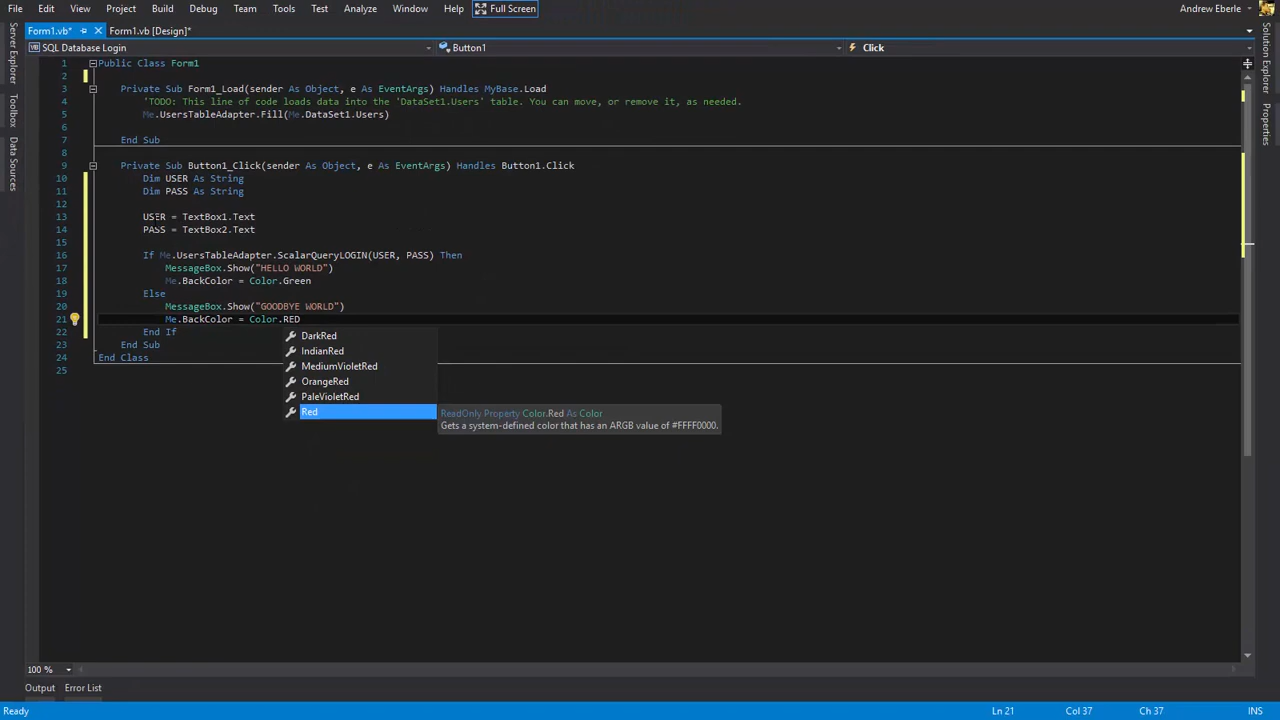 File Edit View Project Build Debug Team Tools Test Analyze Window Help Full Screen Andrew Eberle
Form1.vb* Form1.vb [Design]*
VB SQL Database Login Button1 Click
Server Explorer
Toolbox
Data Sources
Solution Explorer
Properties
1 Public Class Form1
2
3 Private Sub Form1_Load(sender As Object, e As EventArgs) Handles MyBase.Load
4 'TODO: This line of code loads data into the 'DataSet1.Users' table. You can move, or remove it, as needed.
5 Me.UsersTableAdapter.Fill(Me.DataSet1.Users)
6
7 End Sub
8
9 Private Sub Button1_Click(sender As Object, e As EventArgs) Handles Button1.Click
10 Dim USER As String
11 Dim PASS As String
12
13 USER = TextBox1.Text
14 PASS = TextBox2.Text
15
16 If Me.UsersTableAdapter.ScalarQueryLOGIN(USER, PASS) Then
17 MessageBox.Show("HELLO WORLD")
18 Me.BackColor = Color.Green
19 Else
20 MessageBox.Show("GOODBYE WORLD")
21 Me.BackColor = Color.RED
22 End If
23 End Sub
24 End Class
25
DarkRed
IndianRed
MediumVioletRed
OrangeRed
PaleVioletRed
Red
ReadOnly Property Color.Red As Color
Gets a system-defined color that has an ARGB value of #FFFF0000.
100 %
Output Error List
Ready Ln 21 Col 37 Ch 37 INS